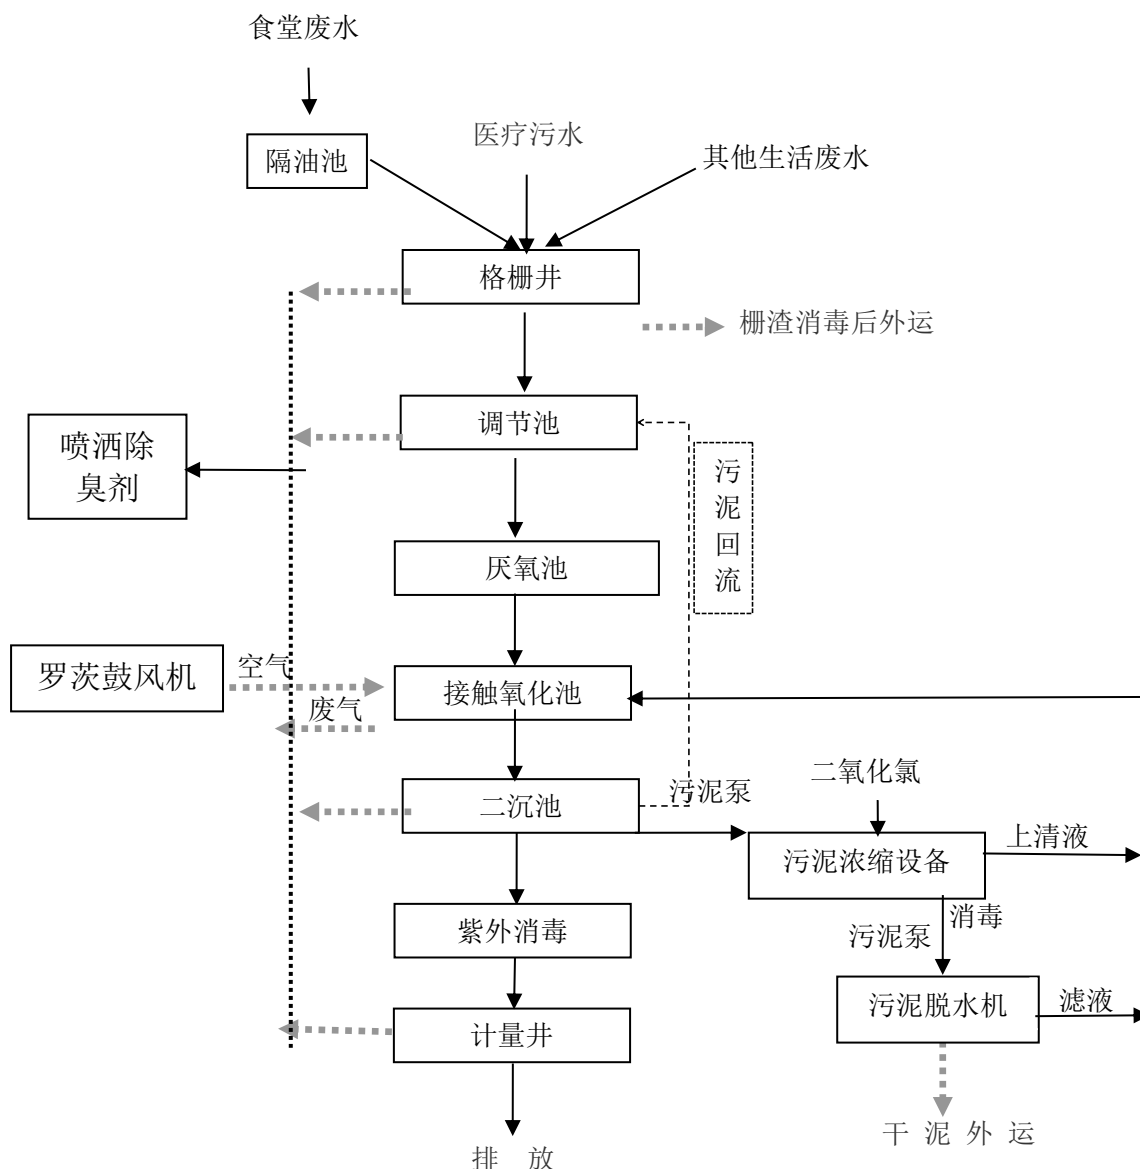 食堂废水
医疗污水
其他生活废水
隔油池
格栅井
栅渣消毒后外运
调节池
喷洒除
臭剂
污
泥
回
流
厌氧池
罗茨鼓风机
空气
接触氧化池
废气
二氧化氯
污泥泵
二沉池
上清液
污泥浓缩设备
消毒
紫外消毒
污泥泵
污泥脱水机
滤液
计量井
干 泥 外 运
排 放